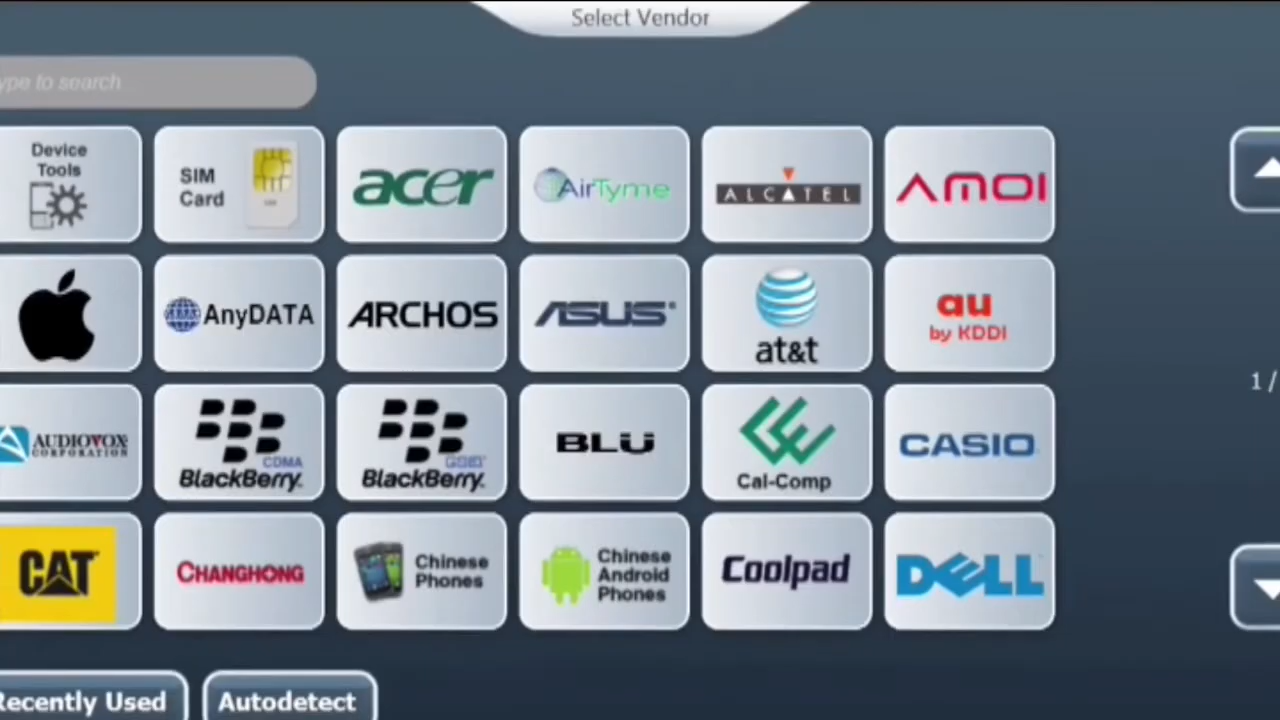 Select Vendor
ype to search
Device
Tools
SIM
Card
acer
AirTyme
ALCATEL
AMOI
AnyDATA
ARCHOS
ASUS
at&t
au
by KDDI
AUDIOVOX
CORPORATION
CDMA
BlackBerry
GSM
BlackBerry
BLU
Cal-Comp
CASIO
CAT
CHANGHONG
Chinese
Phones
Chinese
Android
Phones
Coolpad
DELL
1 /
Recently Used
Autodetect